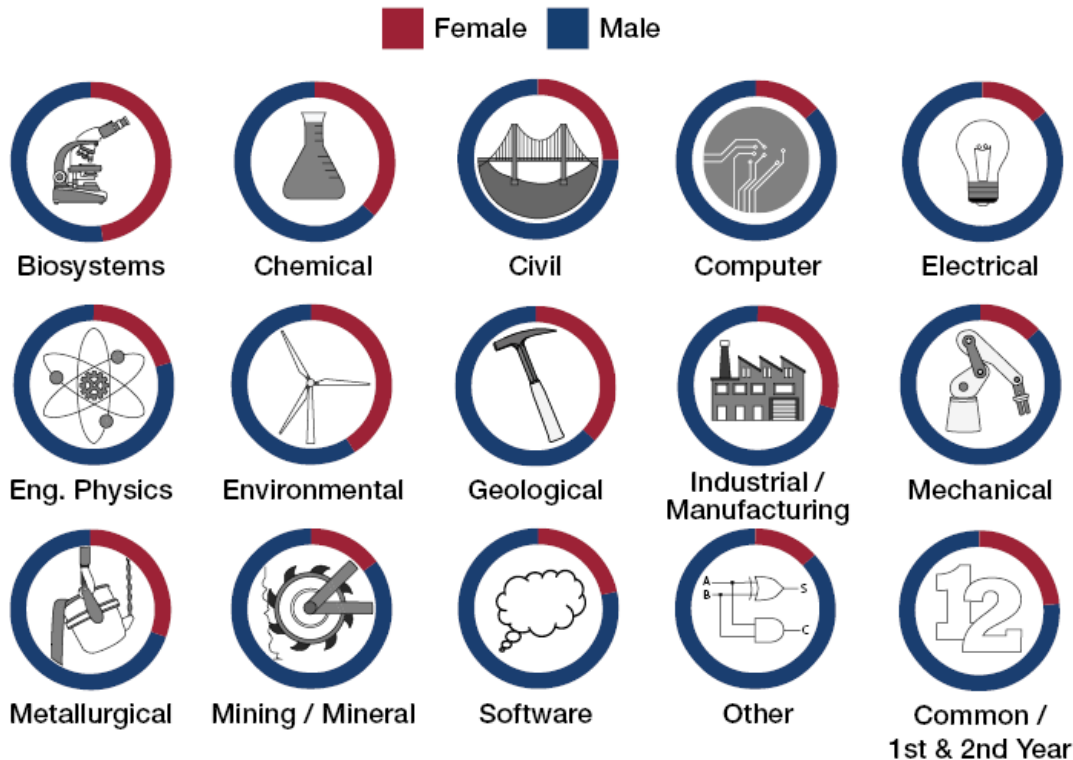 Female Male
Biosystems
Chemical
Civil
Computer
Electrical
Eng. Physics
Environmental
Geological
Industrial /
Manufacturing
Mechanical
Metallurgical
Mining / Mineral
Software
A
B
S
C
Other
12
Common /
1st & 2nd Year